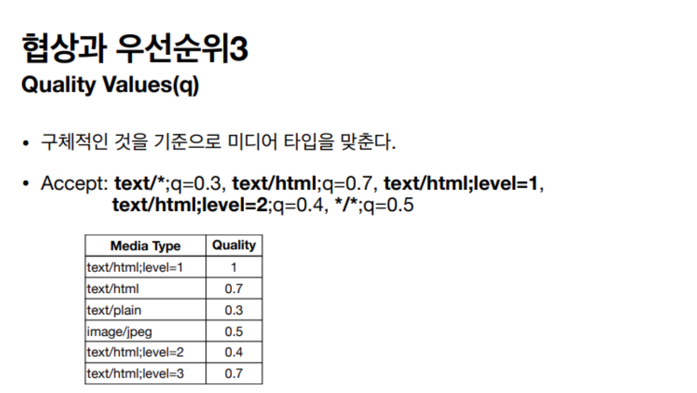 협상과 우선순위3
Quality Values(q)
• 구체적인 것을 기준으로 미디어 타입을 맞춘다.
• Accept: text/*;q=0.3, text/html;q=0.7, text/html;level=1,
text/html;level=2;q=0.4, */*;q=0.5
Media Type Quality
text/html;level=1 1
text/html 0.7
text/plain 0.3
image/jpeg 0.5
text/html;level=2 0.4
text/html;level=3 0.7